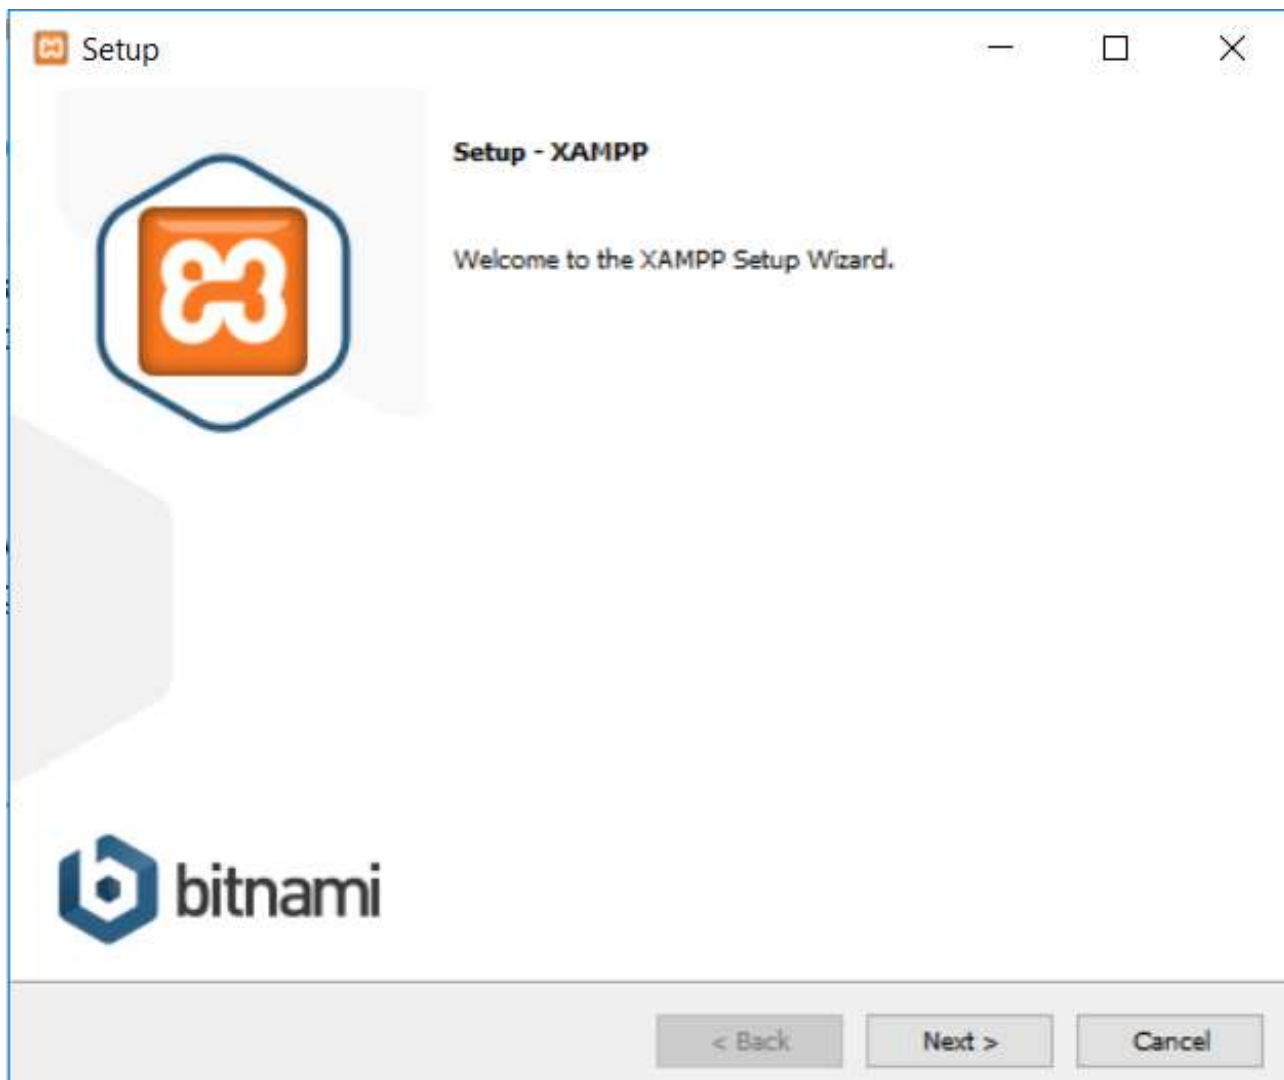 Setup
Setup - XAMPP
Welcome to the XAMPP Setup Wizard.
bitnami
< Back Next > Cancel